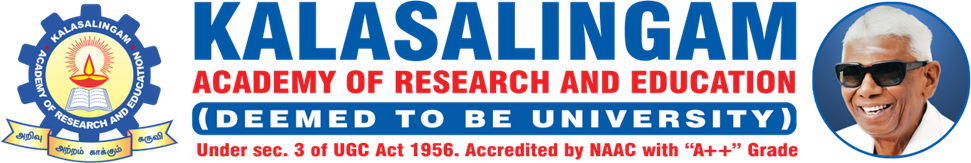 KALASALINGAM
ACADEMY OF RESEARCH AND EDUCATION
அறிவு
அற்றம் காக்கும்
கருவி
KALASALINGAM
ACADEMY OF RESEARCH AND EDUCATION
(DEEMED TO BE UNIVERSITY)
Under sec. 3 of UGC Act 1956. Accredited by NAAC with “A++” Grade